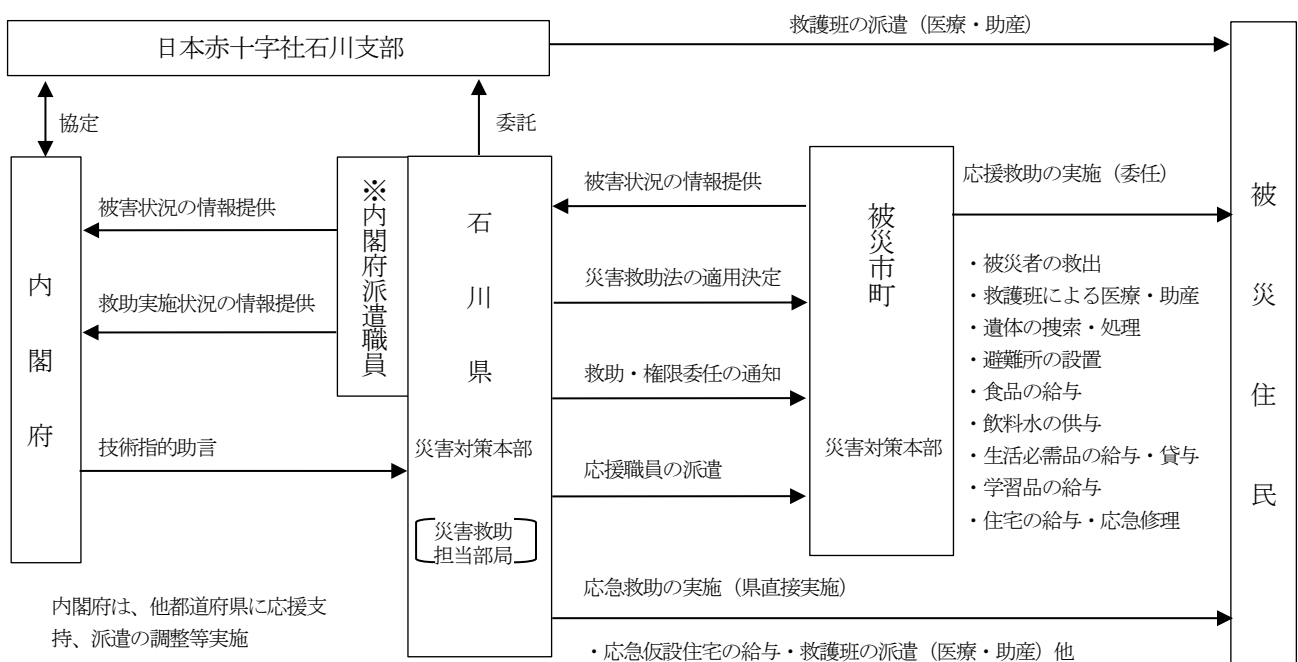 救護班の派遣（医療・助産）
日本赤十字社石川支部
協定
委託
内閣府
被害状況の情報提供
救助実施状況の情報提供
技術指的助言
※内閣府派遣職員
石川県
災害対策本部
災害救助
担当部局
被害状況の情報提供
災害救助法の適用決定
救助・権限委任の通知
応援職員の派遣
被災市町
災害対策本部
応援救助の実施（委任）
・被災者の救出
・救護班による医療・助産
・遺体の捜索・処理
・避難所の設置
・食品の給与
・飲料水の供与
・生活必需品の給与・貸与
・学習品の給与
・住宅の給与・応急修理
被災住民
応急救助の実施（県直接実施）
・応急仮設住宅の給与・救護班の派遣（医療・助産）他
内閣府は、他都道府県に応援支
持、派遣の調整等実施